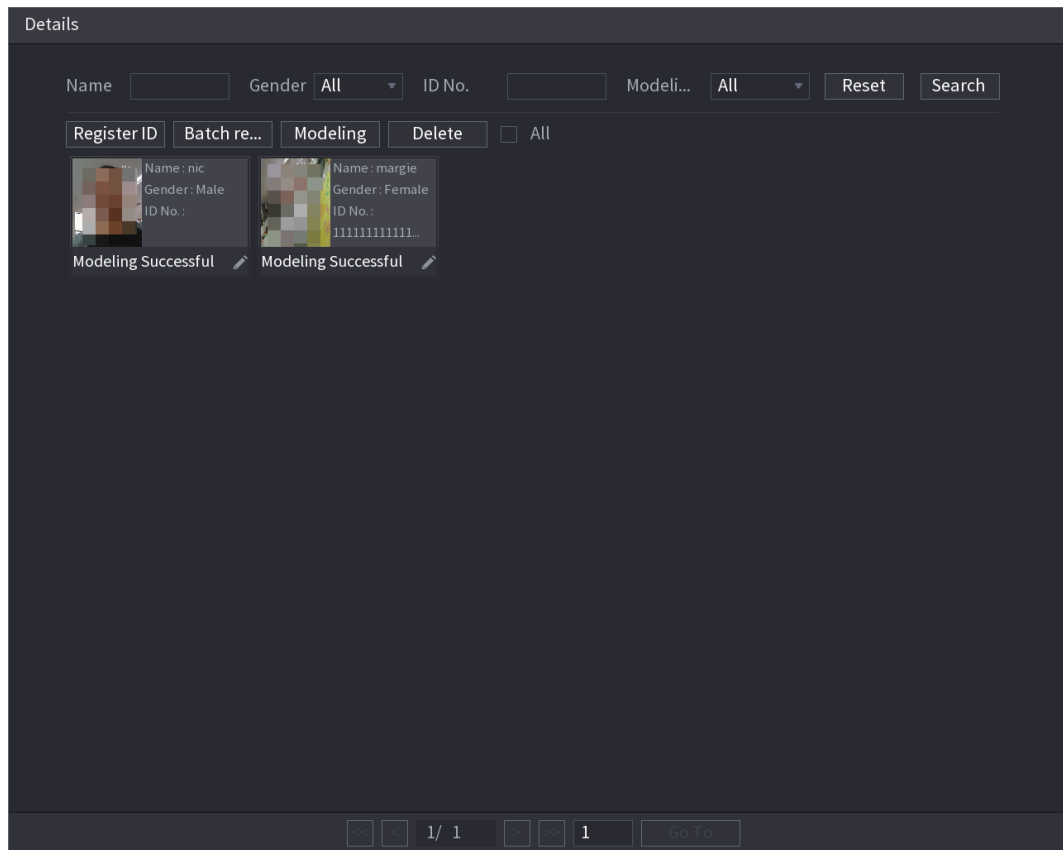 Details
Name Gender All ID No. Modeli... All Reset Search
Register ID Batch re... Modeling Delete All
Name : nic
Gender : Male
ID No. :
Modeling Successful
Name : margie
Gender : Female
ID No. :
111111111111...
Modeling Successful
<< < 1/ 1 > >> 1 Go To